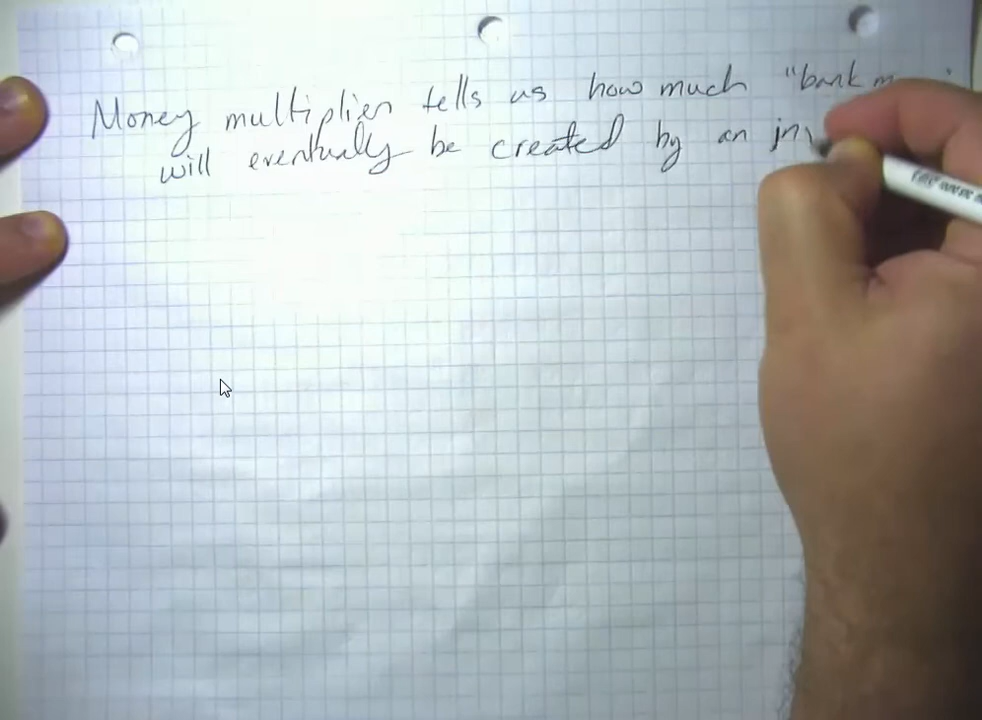 Money multiplier tells us how much "bank
will eventually be created by an